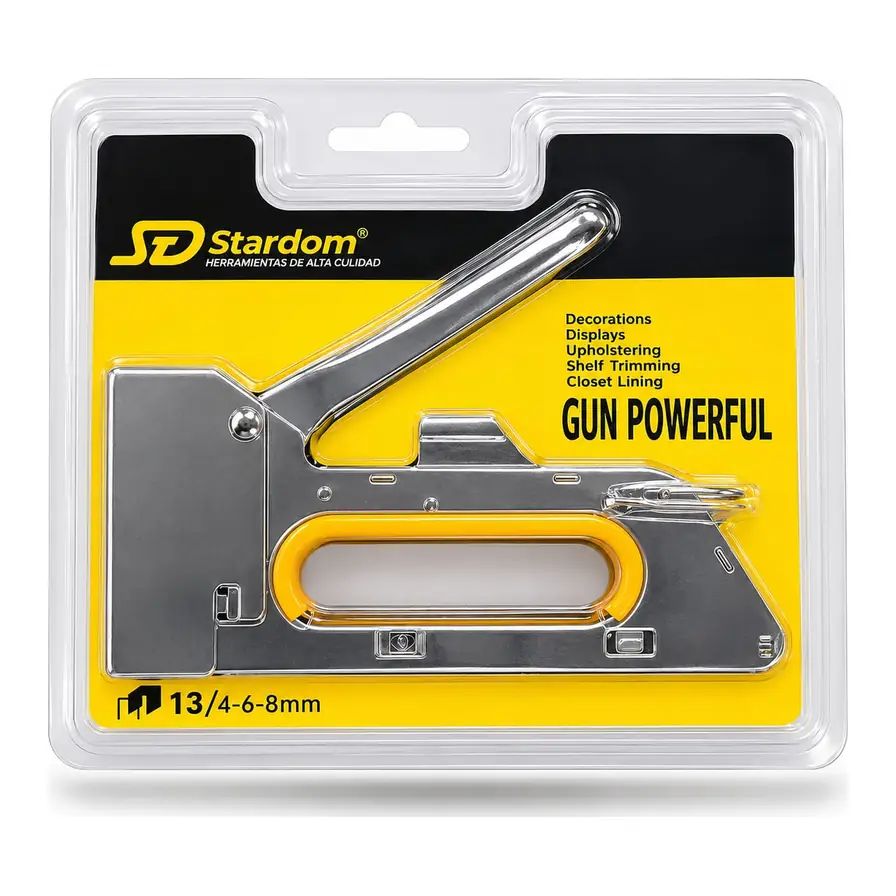 SD Stardom®
HERRAMIENTAS DE ALTA CULIDAD
Decorations
Displays
Upholstering
Shelf Trimming
Closet Lining
GUN POWERFUL
13/4-6-8mm